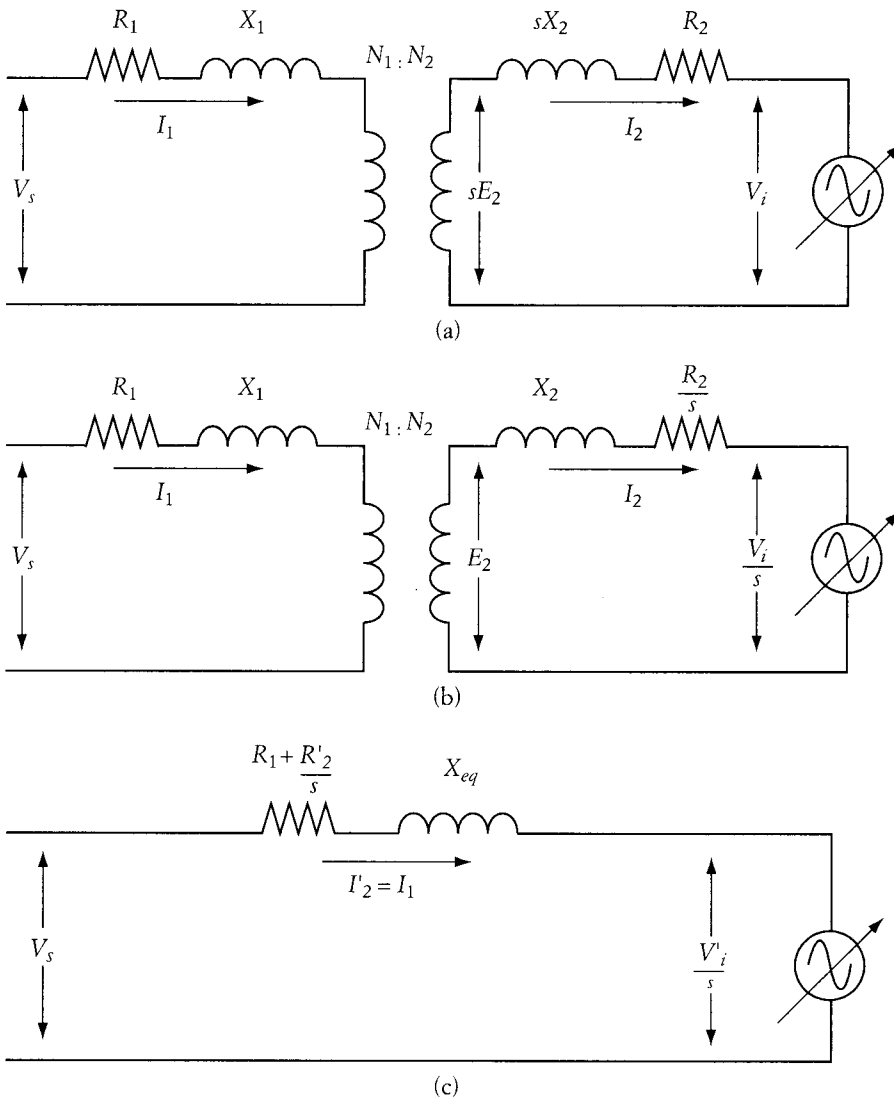 R₁ X₁ sX₂ R₂
N₁ : N₂
I₁ I₂
Vₛ sE₂ Vᵢ
(a)
R₁ X₁ X₂ R₂/s
N₁ : N₂
I₁ I₂
Vₛ E₂ Vᵢ/s
(b)
R₁ + R'₂/s X_eq
I'₂ = I₁
Vₛ V'ᵢ/s
(c)